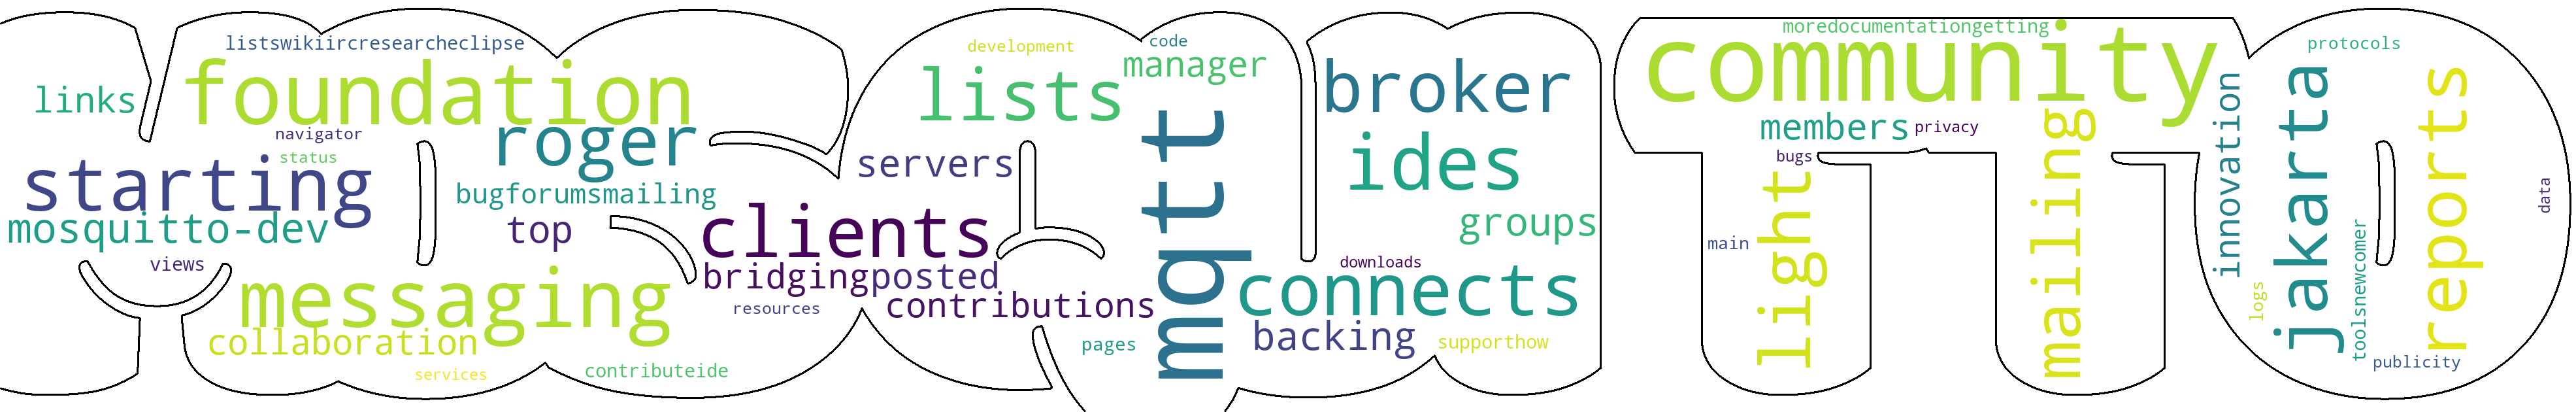 links
listswikiircresearcheclipse
foundation
navigator
status
starting
mosquitto-dev
views
roger
bugforumsmailing
top
messaging
collaboration
services
contributeide
clients
bridging
posted
resources
contributions
servers
lists
development
code
manager
mqtt
pages
broker
ides
groups
downloads
connects
backing
supporthow
moredocumentationgetting
community
members
privacy
bugs
main
light
mailing
innovation
logs
jakarta
protocols
toolsnewcomer
reports
publicity
data